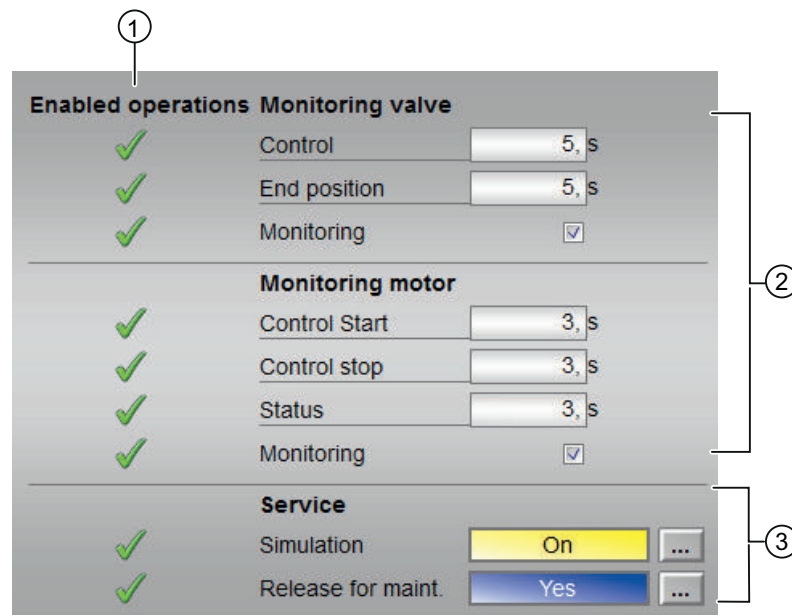 1
Enabled operations Monitoring valve
Control 5, s
End position 5, s
Monitoring
Monitoring motor
2
Control Start 3, s
Control stop 3, s
Status 3, s
Monitoring
Service
Simulation On ... 3
Release for maint. Yes ...